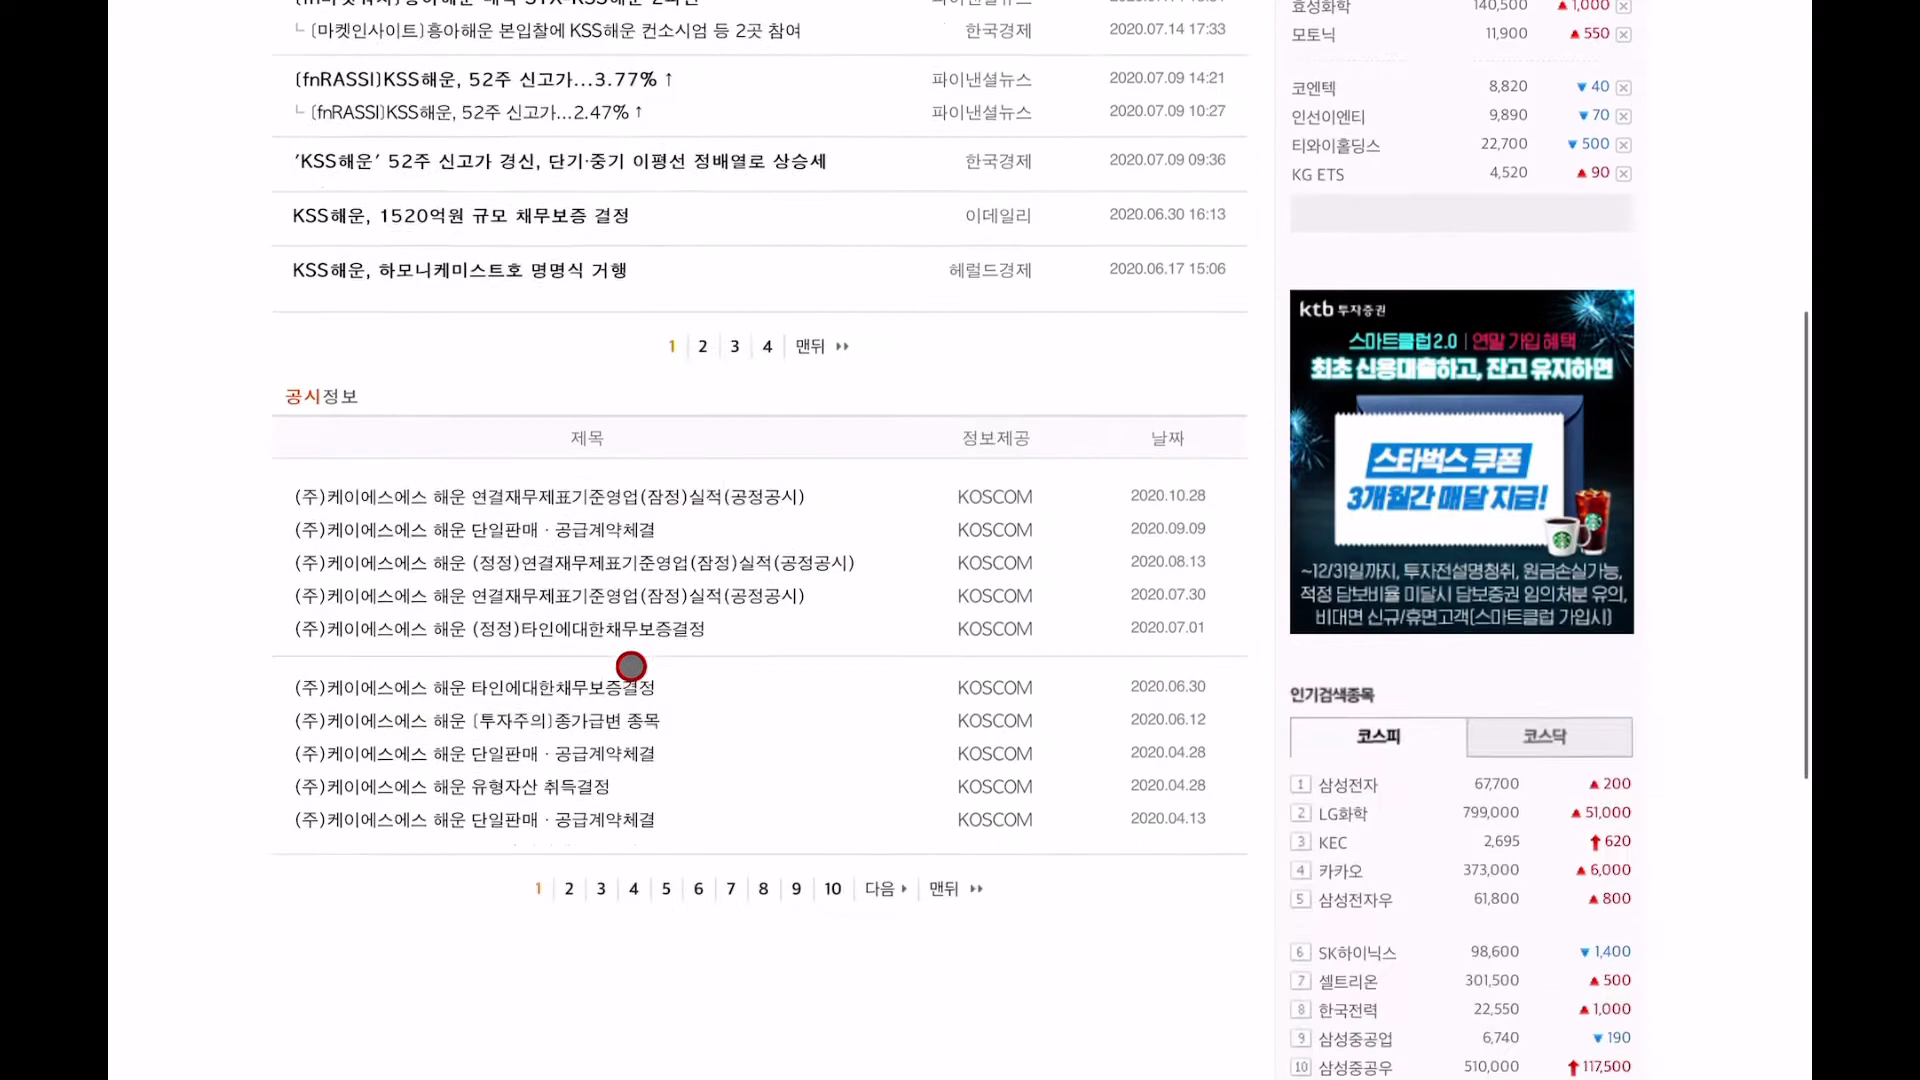 └ [마켓인사이트]흥아해운 본입찰에 KSS해운 컨소시엄 등 2곳 참여 한국경제 2020.07.14 17:33
[fnRASSI]KSS해운, 52주 신고가...3.77% ↑ 파이낸셜뉴스 2020.07.09 14:21
└ [fnRASSI]KSS해운, 52주 신고가...2.47% ↑ 파이낸셜뉴스 2020.07.09 10:27
'KSS해운' 52주 신고가 경신, 단기·중기 이평선 정배열로 상승세 한국경제 2020.07.09 09:36
KSS해운, 1520억원 규모 채무보증 결정 이데일리 2020.06.30 16:13
KSS해운, 하모니케미스트호 명명식 거행 헤럴드경제 2020.06.17 15:06
1 2 3 4 맨뒤
공시정보
제목 정보제공 날짜
(주)케이에스에스 해운 연결재무제표기준영업(잠정)실적(공정공시) KOSCOM 2020.10.28
(주)케이에스에스 해운 단일판매ㆍ공급계약체결 KOSCOM 2020.09.09
(주)케이에스에스 해운 (정정)연결재무제표기준영업(잠정)실적(공정공시) KOSCOM 2020.08.13
(주)케이에스에스 해운 연결재무제표기준영업(잠정)실적(공정공시) KOSCOM 2020.07.30
(주)케이에스에스 해운 (정정)타인에대한채무보증결정 KOSCOM 2020.07.01
(주)케이에스에스 해운 타인에대한채무보증결정 KOSCOM 2020.06.30
(주)케이에스에스 해운 [투자주의]종가급변 종목 KOSCOM 2020.06.12
(주)케이에스에스 해운 단일판매ㆍ공급계약체결 KOSCOM 2020.04.28
(주)케이에스에스 해운 유형자산 취득결정 KOSCOM 2020.04.28
(주)케이에스에스 해운 단일판매ㆍ공급계약체결 KOSCOM 2020.04.13
1 2 3 4 5 6 7 8 9 10 다음 맨뒤
효성화학 140,500 ▲ 1,000
모토닉 11,900 ▲ 550
코엔텍 8,820 ▼ 40
인선이엔티 9,890 ▼ 70
티와이홀딩스 22,700 ▼ 500
KG ETS 4,520 ▲ 90
ktb 투자증권
스마트클럽2.0 | 연말 가입 혜택
최초 신용대출하고, 잔고 유지하면
스타벅스 쿠폰
3개월간 매달 지급!
~12/31일까지, 투자전설명청취, 원금손실가능,
적정 담보비율 미달시 담보증권 임의처분 유의,
비대면 신규/휴면고객(스마트클럽 가입시)
인기검색종목
코스피 코스닥
1 삼성전자 67,700 ▲ 200
2 LG화학 799,000 ▲ 51,000
3 KEC 2,695 ↑ 620
4 카카오 373,000 ▲ 6,000
5 삼성전자우 61,800 ▲ 800
6 SK하이닉스 98,600 ▼ 1,400
7 셀트리온 301,500 ▲ 500
8 한국전력 22,550 ▲ 1,000
9 삼성중공업 6,740 ▼ 190
10 삼성중공우 510,000 ↑ 117,500